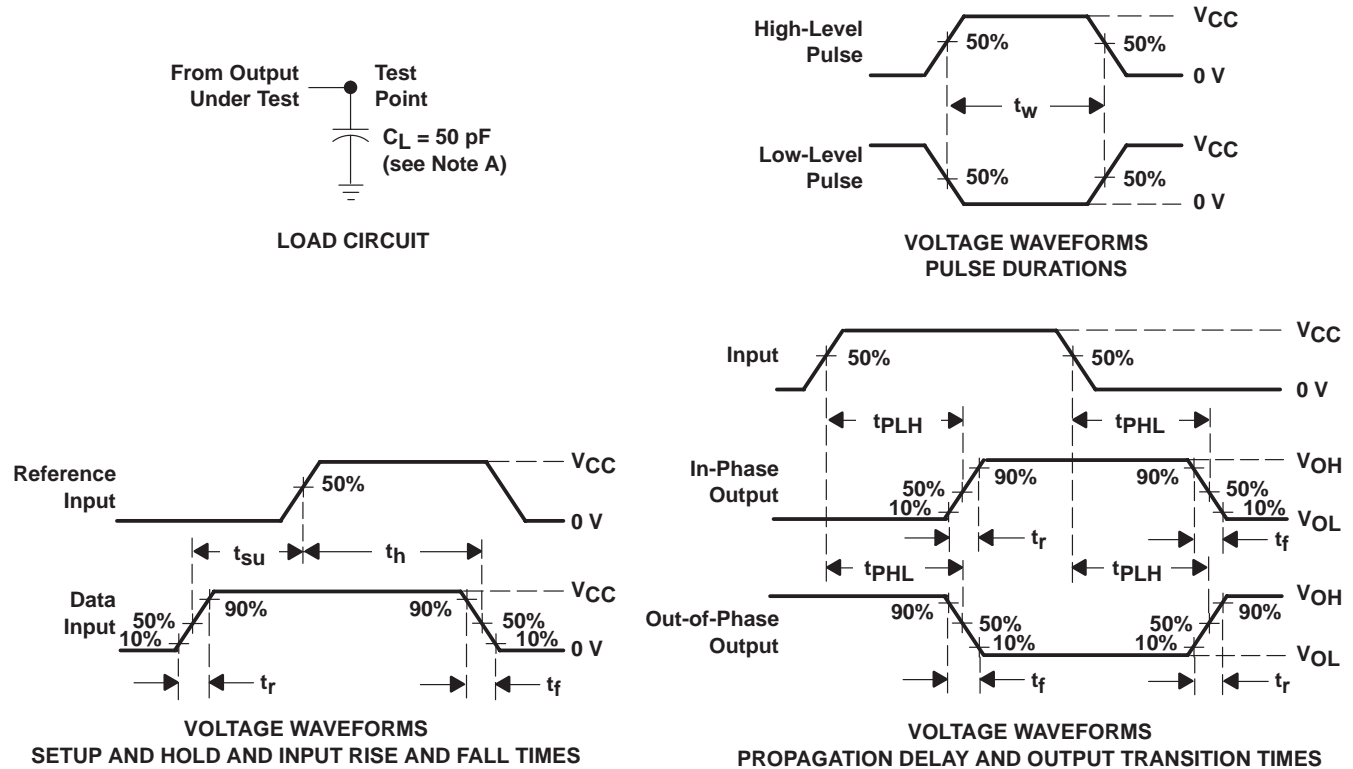 From Output
Under Test
Test
Point
CL = 50 pF
(see Note A)
LOAD CIRCUIT
High-Level
Pulse
50%
50%
VCC
0 V
tw
Low-Level
Pulse
50%
50%
VCC
0 V
VOLTAGE WAVEFORMS
PULSE DURATIONS
Reference
Input
50%
VCC
0 V
tsu
th
Data
Input
50%
10%
90%
90%
50%
10%
VCC
0 V
tr
tf
VOLTAGE WAVEFORMS
SETUP AND HOLD AND INPUT RISE AND FALL TIMES
Input
50%
50%
VCC
0 V
tPLH
tPHL
In-Phase
Output
50%
10%
90%
90%
50%
10%
VOH
VOL
tr
tf
tPHL
tPLH
Out-of-Phase
Output
90%
50%
10%
50%
10%
90%
VOH
VOL
tf
tr
VOLTAGE WAVEFORMS
PROPAGATION DELAY AND OUTPUT TRANSITION TIMES